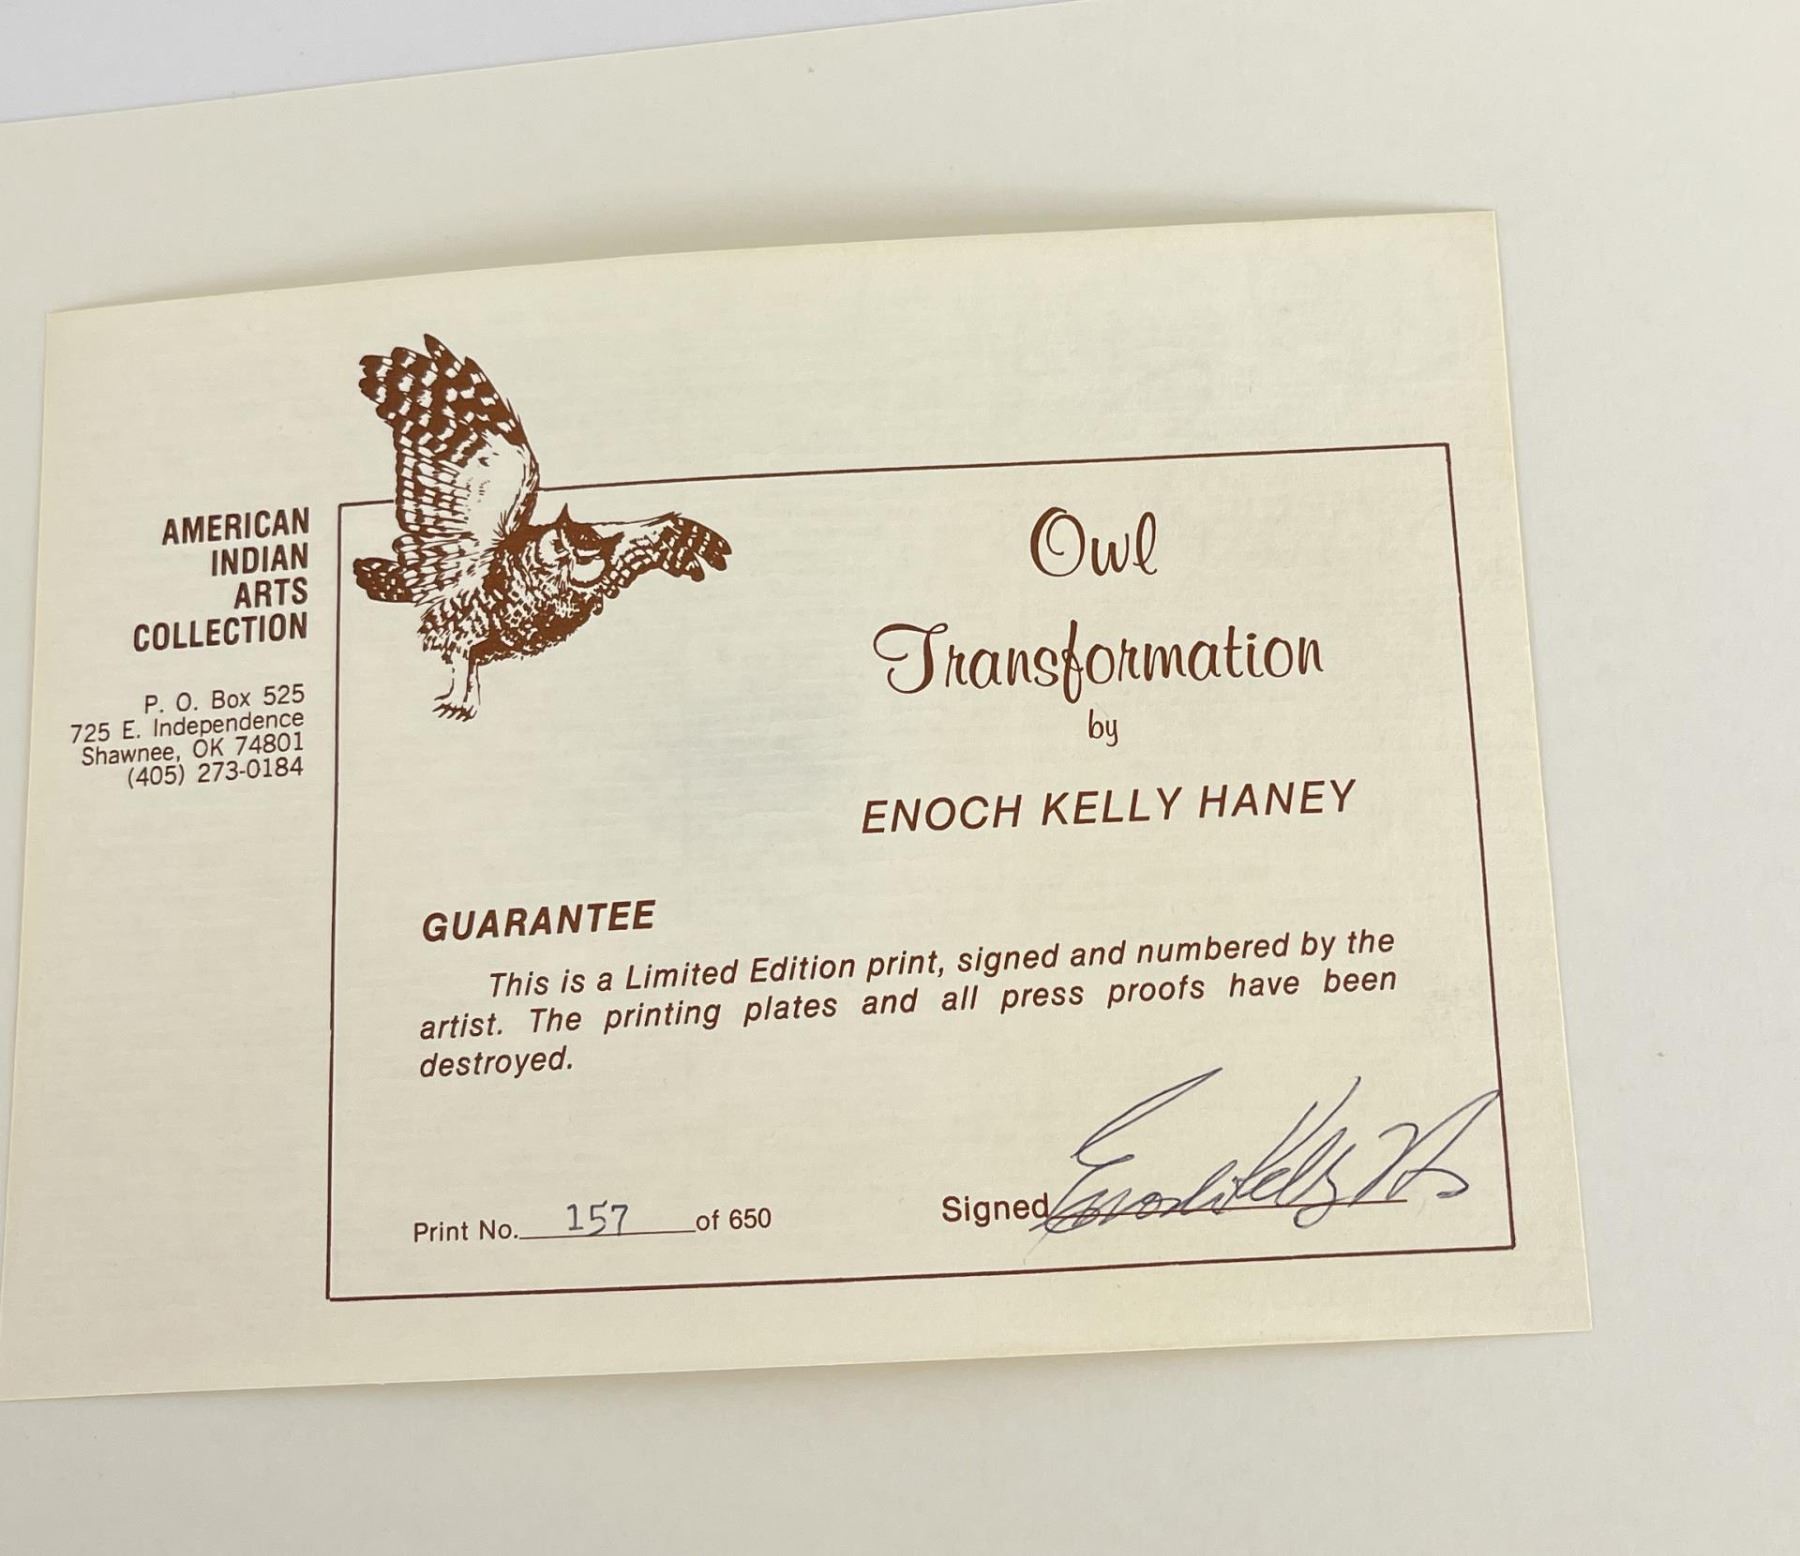 AMERICAN
INDIAN
ARTS
COLLECTION
P. O. Box 525
725 E. Independence
Shawnee, OK 74801
(405) 273-0184
Owl
Transformation
by
ENOCH KELLY HANEY
GUARANTEE
This is a Limited Edition print, signed and numbered by the
artist. The printing plates and all press proofs have been
destroyed.
Print No. 157 of 650
Signed Enoch Kelly H